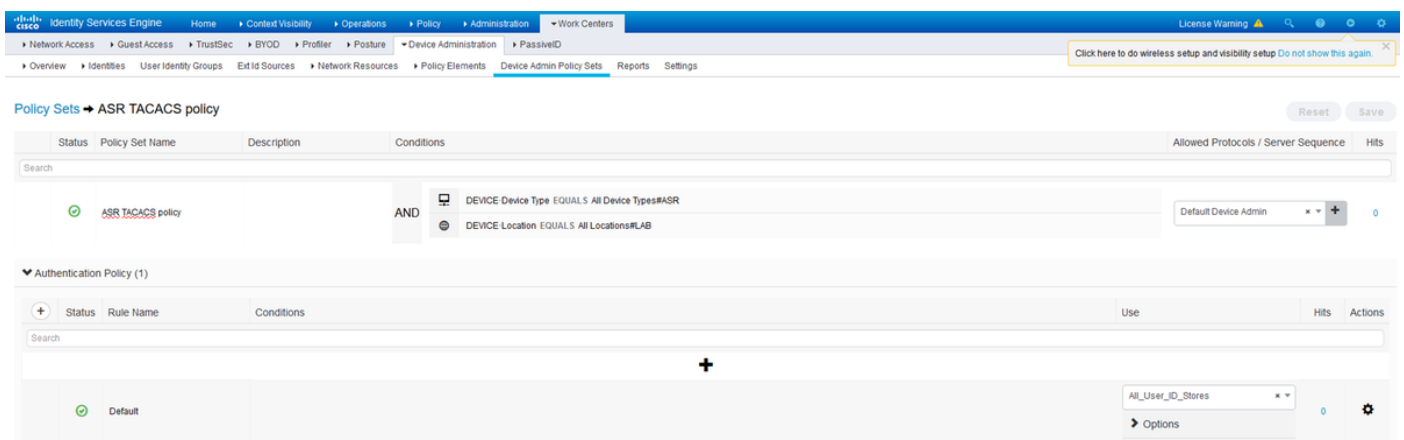 cisco Identity Services Engine Home Context Visibility Operations Policy Administration Work Centers License Warning
Network Access Guest Access TrustSec BYOD Profiler Posture Device Administration PassiveID
Click here to do wireless setup and visibility setup Do not show this again.
Overview Identities User Identity Groups Ext Id Sources Network Resources Policy Elements Device Admin Policy Sets Reports Settings
Policy Sets → ASR TACACS policy Reset Save
Status Policy Set Name Description Conditions Allowed Protocols / Server Sequence Hits
Search
DEVICE·Device Type EQUALS All Device Types#ASR
ASR TACACS policy AND Default Device Admin 0
DEVICE·Location EQUALS All Locations#LAB
Authentication Policy (1)
Status Rule Name Conditions Use Hits Actions
Search
All_User_ID_Stores
Default 0
Options